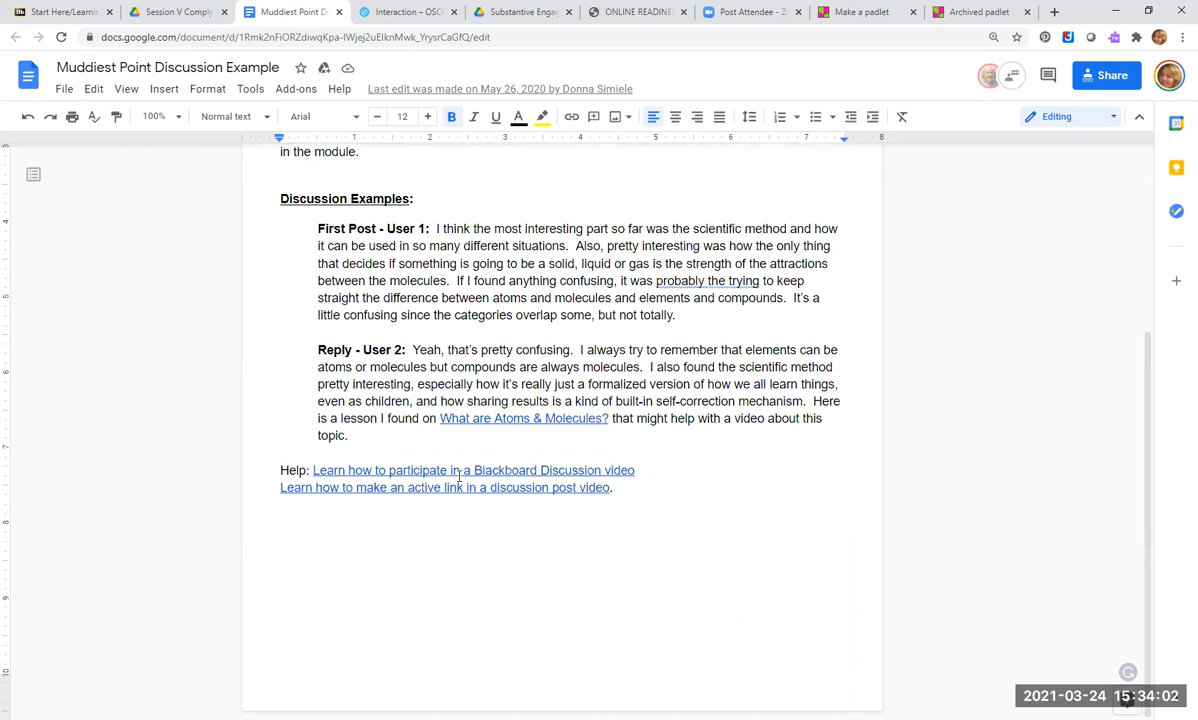 Start Here/Learnin
Session V Comply
Muddiest Point D
Interaction – OSC
Substantive Engag
ONLINE READINES
Post Attendee - Z
Make a padlet
Archived padlet
docs.google.com/document/d/
Muddiest Point Discussion Example
Share
File Edit View Insert Format Tools Add-ons Help Last edit was made on May 26, 2020 by Donna Simiele
100% Normal text Arial 12 B I U A Editing
1 2 3 4 5 6 7 8
in the module.
Discussion Examples:
First Post - User 1: I think the most interesting part so far was the scientific method and how
it can be used in so many different situations. Also, pretty interesting was how the only thing
that decides if something is going to be a solid, liquid or gas is the strength of the attractions
between the molecules. If I found anything confusing, it was probably the trying to keep
straight the difference between atoms and molecules and elements and compounds. It's a
little confusing since the categories overlap some, but not totally.
Reply - User 2: Yeah, that's pretty confusing. I always try to remember that elements can be
atoms or molecules but compounds are always molecules. I also found the scientific method
pretty interesting, especially how it's really just a formalized version of how we all learn things,
even as children, and how sharing results is a kind of built-in self-correction mechanism. Here
is a lesson I found on What are Atoms & Molecules? that might help with a video about this
topic.
Help: Learn how to participate in a Blackboard Discussion video
Learn how to make an active link in a discussion post video.
2021-03-24 15:34:02